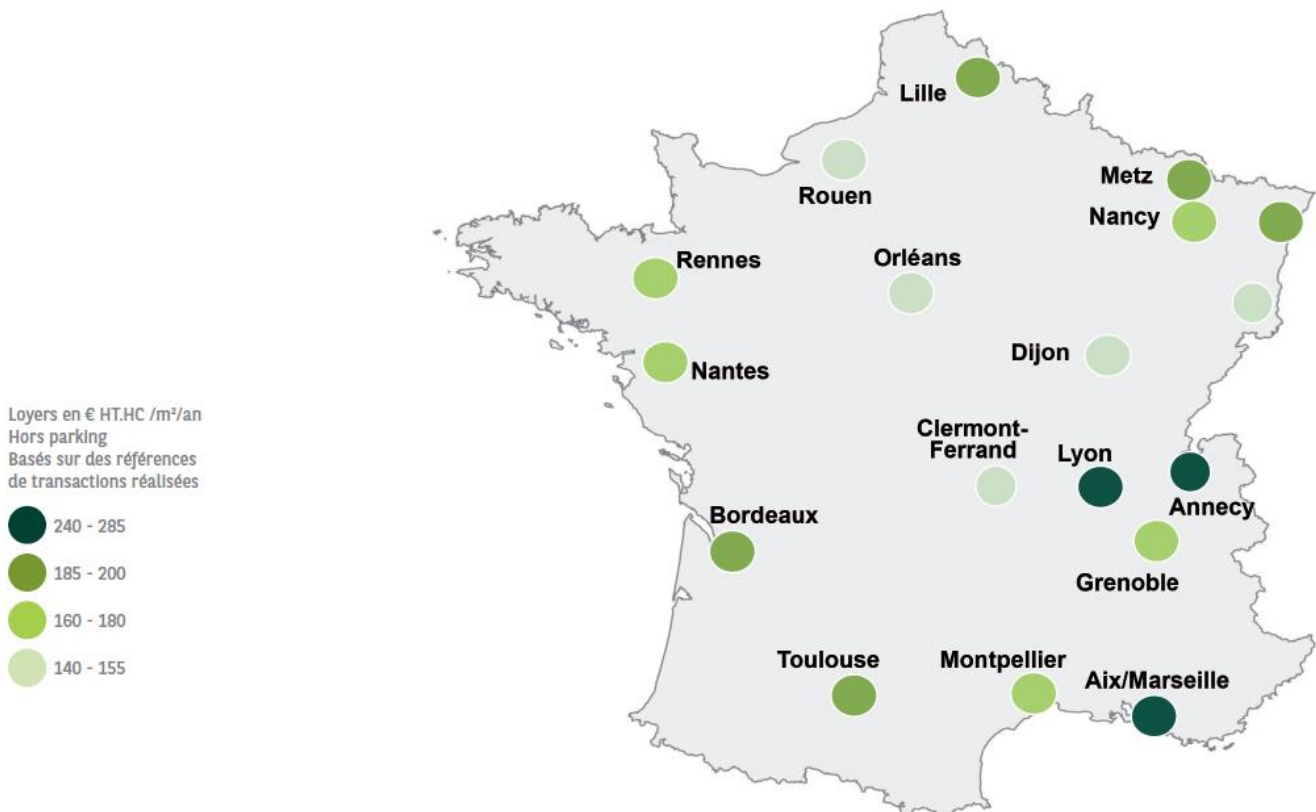 Lille
Rouen
Metz
Nancy
Rennes
Orléans
Dijon
Nantes
Clermont-
Ferrand
Lyon
Annecy
Bordeaux
Grenoble
Toulouse
Montpellier
Aix/Marseille
Loyers en € HT.HC /m²/an
Hors parking
Basés sur des références
de transactions réalisées
240 - 285
185 - 200
160 - 180
140 - 155